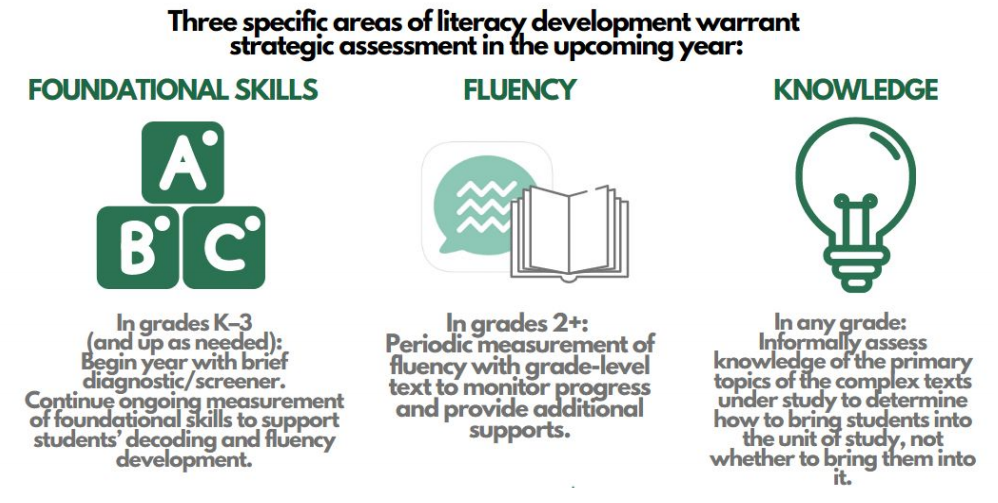 Three specific areas of literacy development warrant
strategic assessment in the upcoming year:
FOUNDATIONAL SKILLS
A
B C
In grades K–3
(and up as needed):
Begin year with brief
diagnostic/screener.
Continue ongoing measurement
of foundational skills to support
students' decoding and fluency
development.
FLUENCY
In grades 2+:
Periodic measurement of
fluency with grade-level
text to monitor progress
and provide additional
supports.
KNOWLEDGE
In any grade:
Informally assess
knowledge of the primary
topics of the complex texts
under study to determine
how to bring students into
the unit of study, not
whether to bring them into
it.